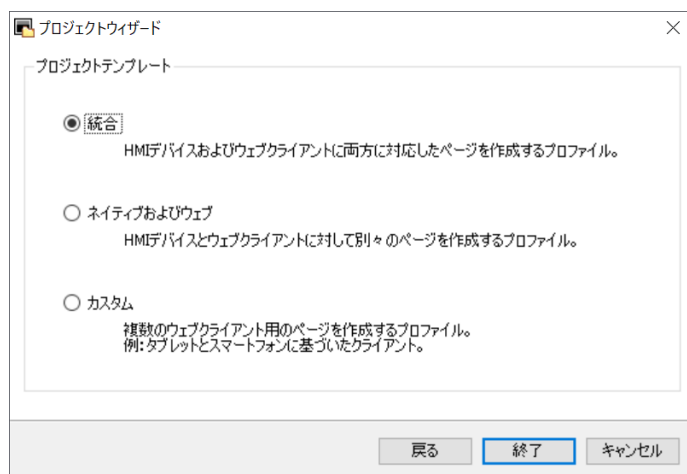 プロジェクトウィザード
プロジェクトテンプレート
統合
HMIデバイスおよびウェブクライアントに両方に対応したページを作成するプロファイル。
ネイティブおよびウェブ
HMIデバイスとウェブクライアントに対して別々のページを作成するプロファイル。
カスタム
複数のウェブクライアント用のページを作成するプロファイル。
例：タブレットとスマートフォンに基づいたクライアント。
戻る
終了
キャンセル